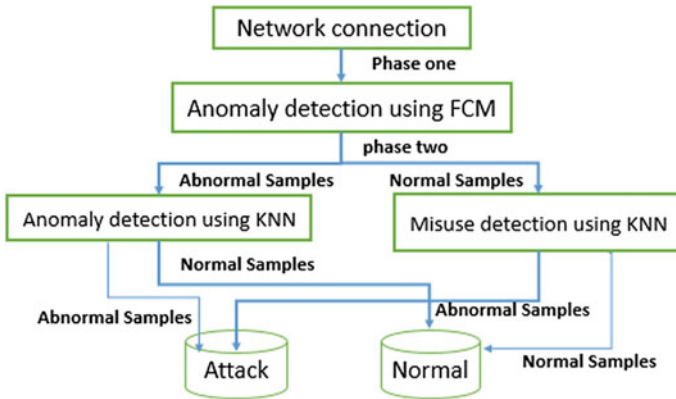 Network connection
Phase one
Anomaly detection using FCM
phase two
Abnormal Samples
Normal Samples
Anomaly detection using KNN
Misuse detection using KNN
Normal Samples
Abnormal Samples
Abnormal Samples
Attack
Normal
Normal Samples